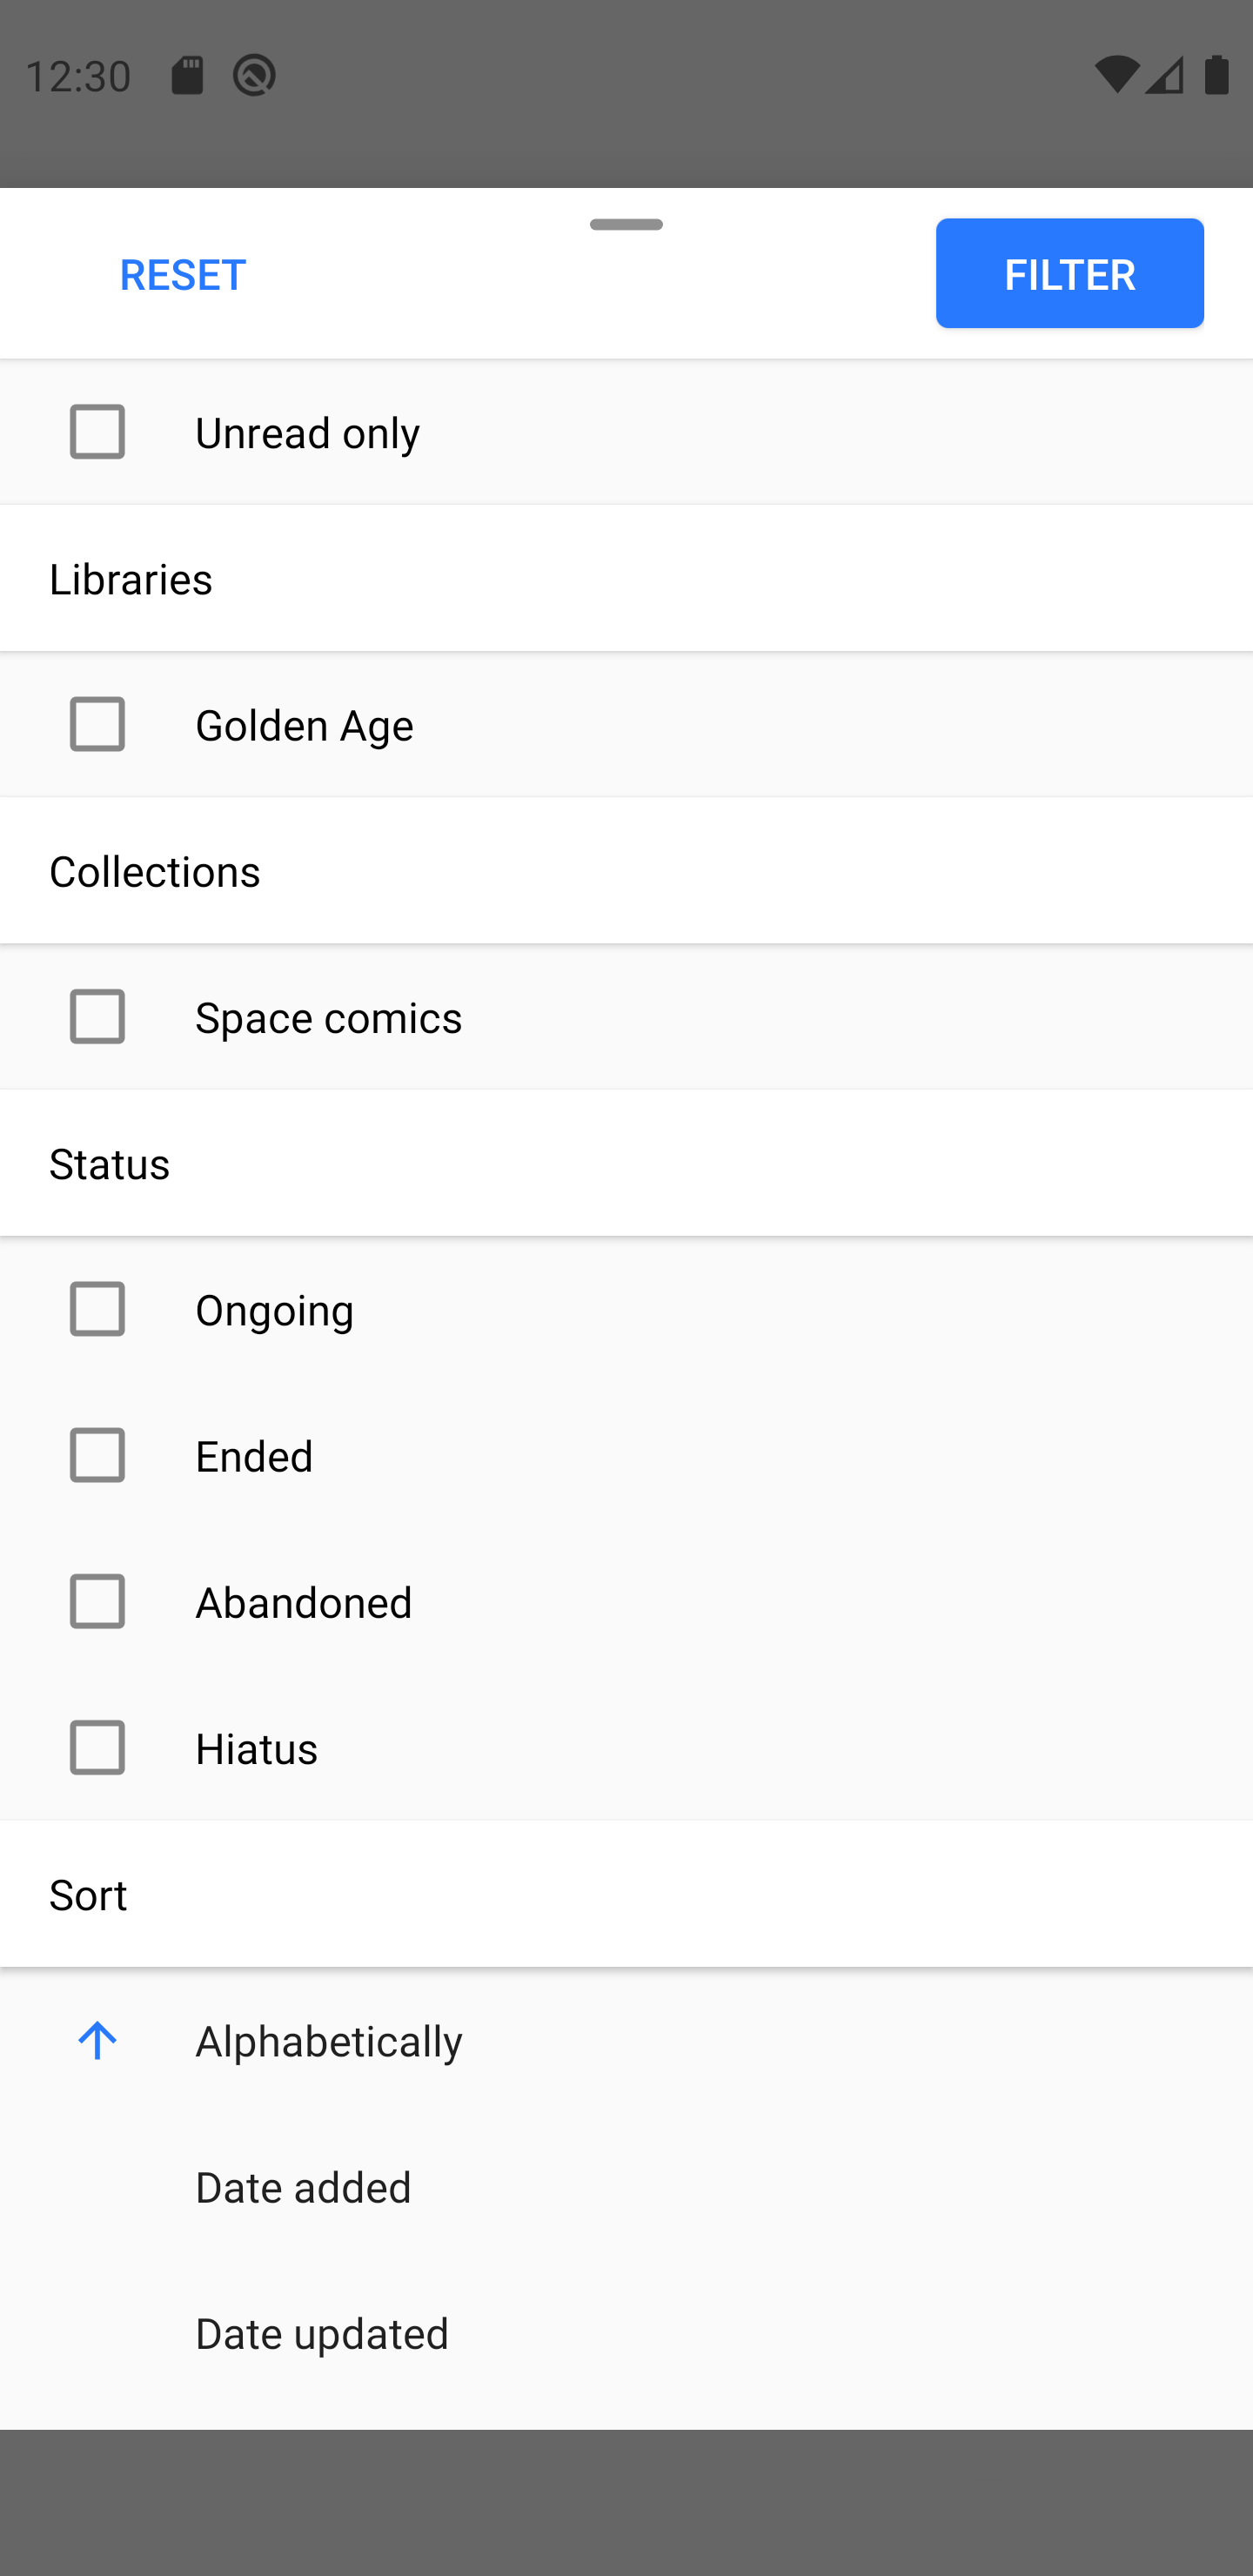 12:30
RESET
FILTER
Unread only
Libraries
Golden Age
Collections
Space comics
Status
Ongoing
Ended
Abandoned
Hiatus
Sort
Alphabetically
Date added
Date updated